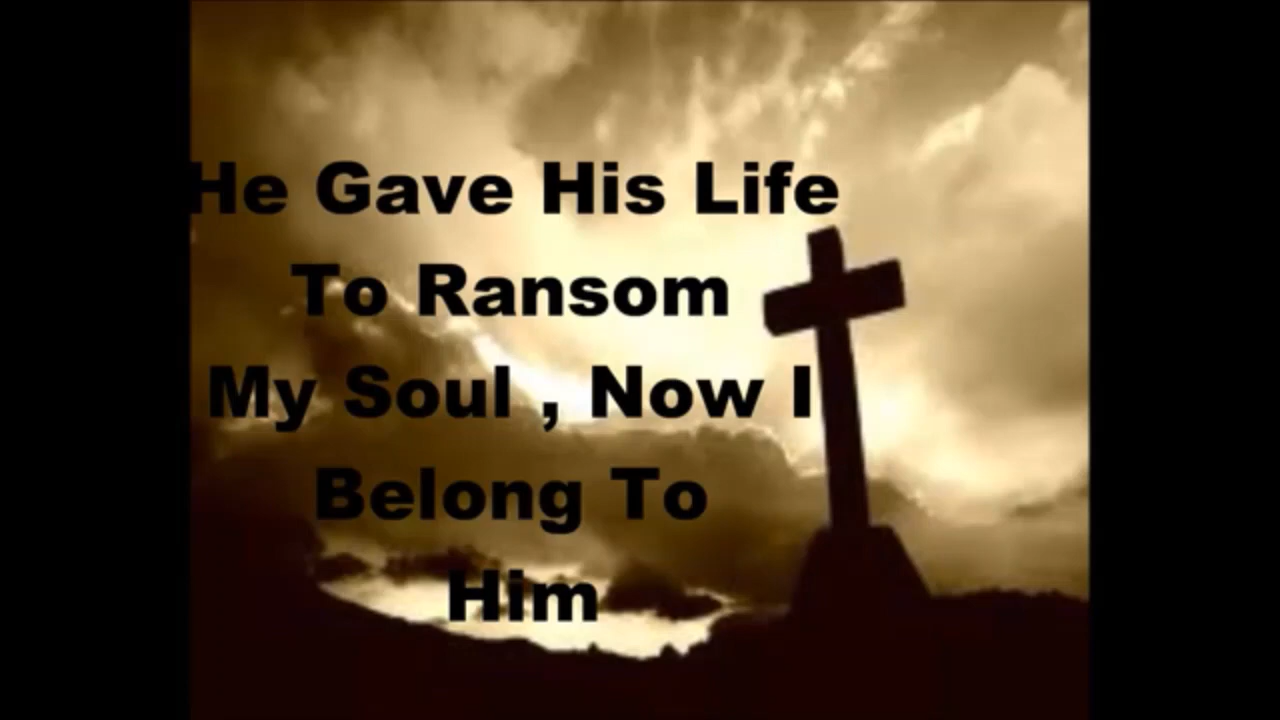 He Gave His Life
To Ransom
My Soul , Now I
Belong To
Him